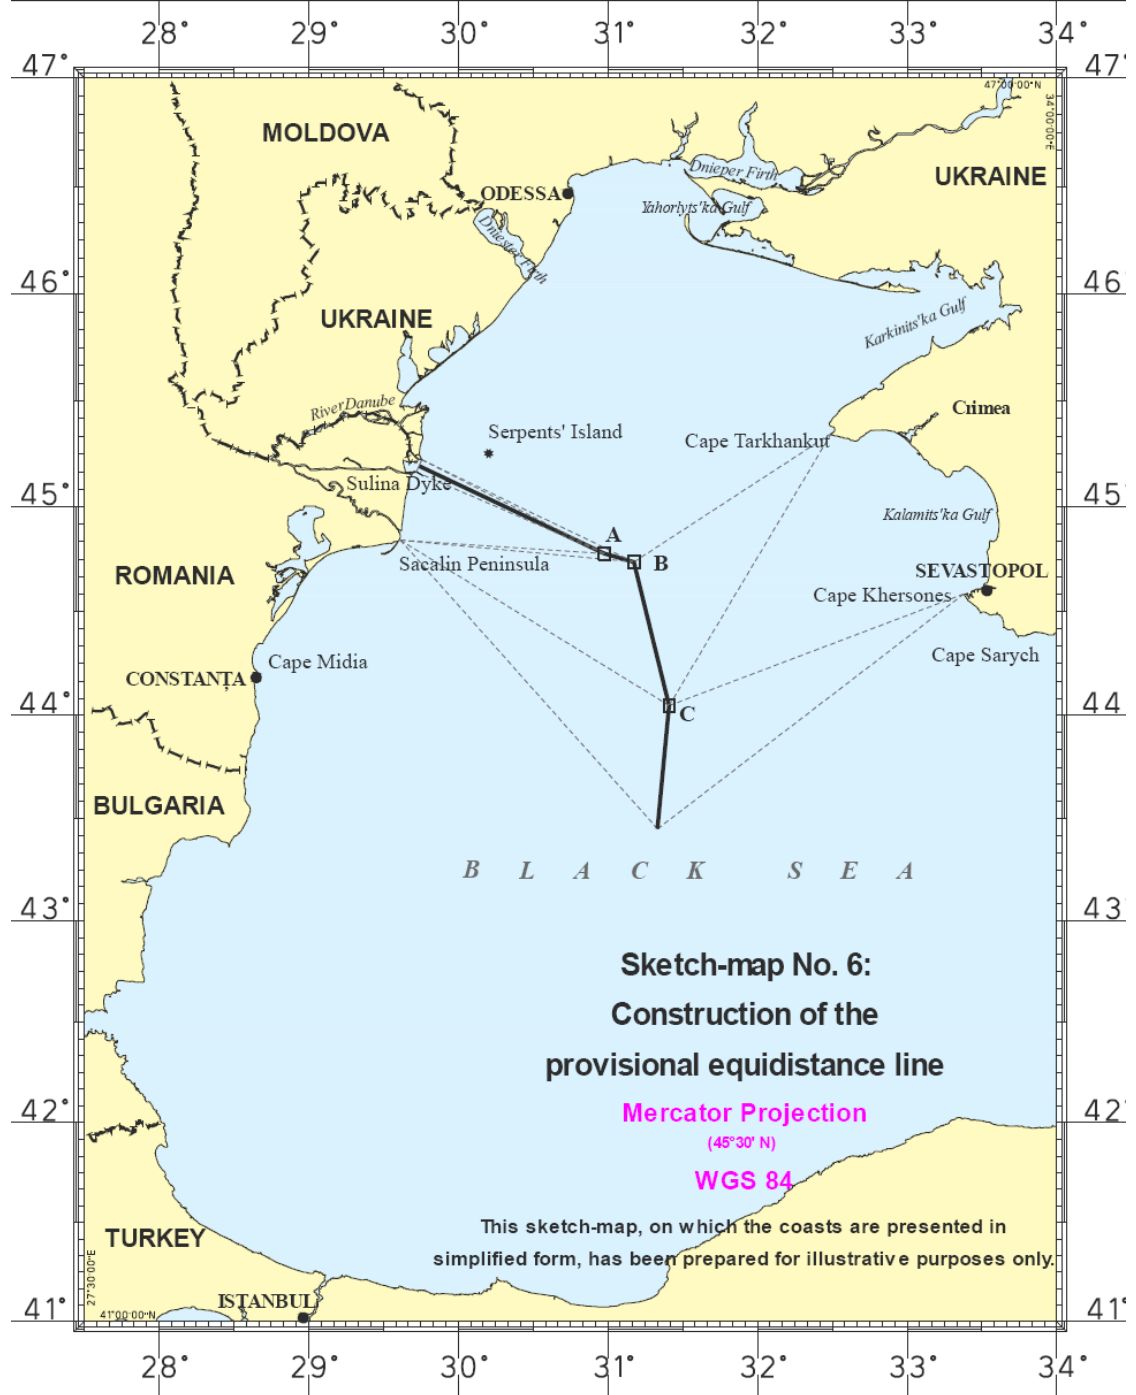 28° 29° 30° 31° 32° 33° 34°
47° 47°
47°00'00"N
34°00'00"E
MOLDOVA
Dnieper Firth
UKRAINE
ODESSA
Yahorlyts'ka Gulf
Dniester Firth
46° 46°
UKRAINE
Karkinits'ka Gulf
River Danube
Crimea
Serpents' Island
Cape Tarkhankut
Sulina Dyke
45° 45°
Kalamits'ka Gulf
A
B
Sacalin Peninsula
ROMANIA
SEVASTOPOL
Cape Khersones
Cape Midia
Cape Sarych
CONSTANȚA
44° 44°
C
BULGARIA
BLACK SEA
43° 43°
Sketch-map No. 6:
Construction of the
provisional equidistance line
42° 42°
Mercator Projection
(45°30' N)
WGS 84
This sketch-map, on which the coasts are presented in
simplified form, has been prepared for illustrative purposes only.
TURKEY
27°30'00"E
ISTANBUL
41°00'00"N
41° 41°
28° 29° 30° 31° 32° 33° 34°